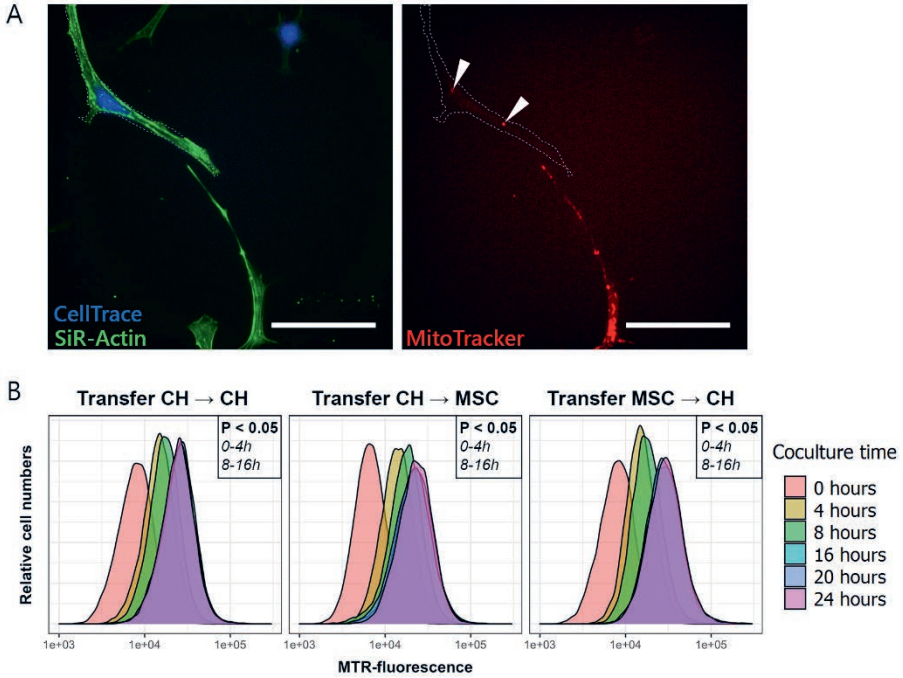 A
CellTrace
SiR-Actin
MitoTracker
B
Transfer CH → CH
Transfer CH → MSC
Transfer MSC → CH
P < 0.05
0-4h
8-16h
P < 0.05
0-4h
8-16h
P < 0.05
0-4h
8-16h
Relative cell numbers
Coculture time
0 hours
4 hours
8 hours
16 hours
20 hours
24 hours
1e+03
1e+04
1e+05
1e+03
1e+04
1e+05
1e+03
1e+04
1e+05
MTR-fluorescence